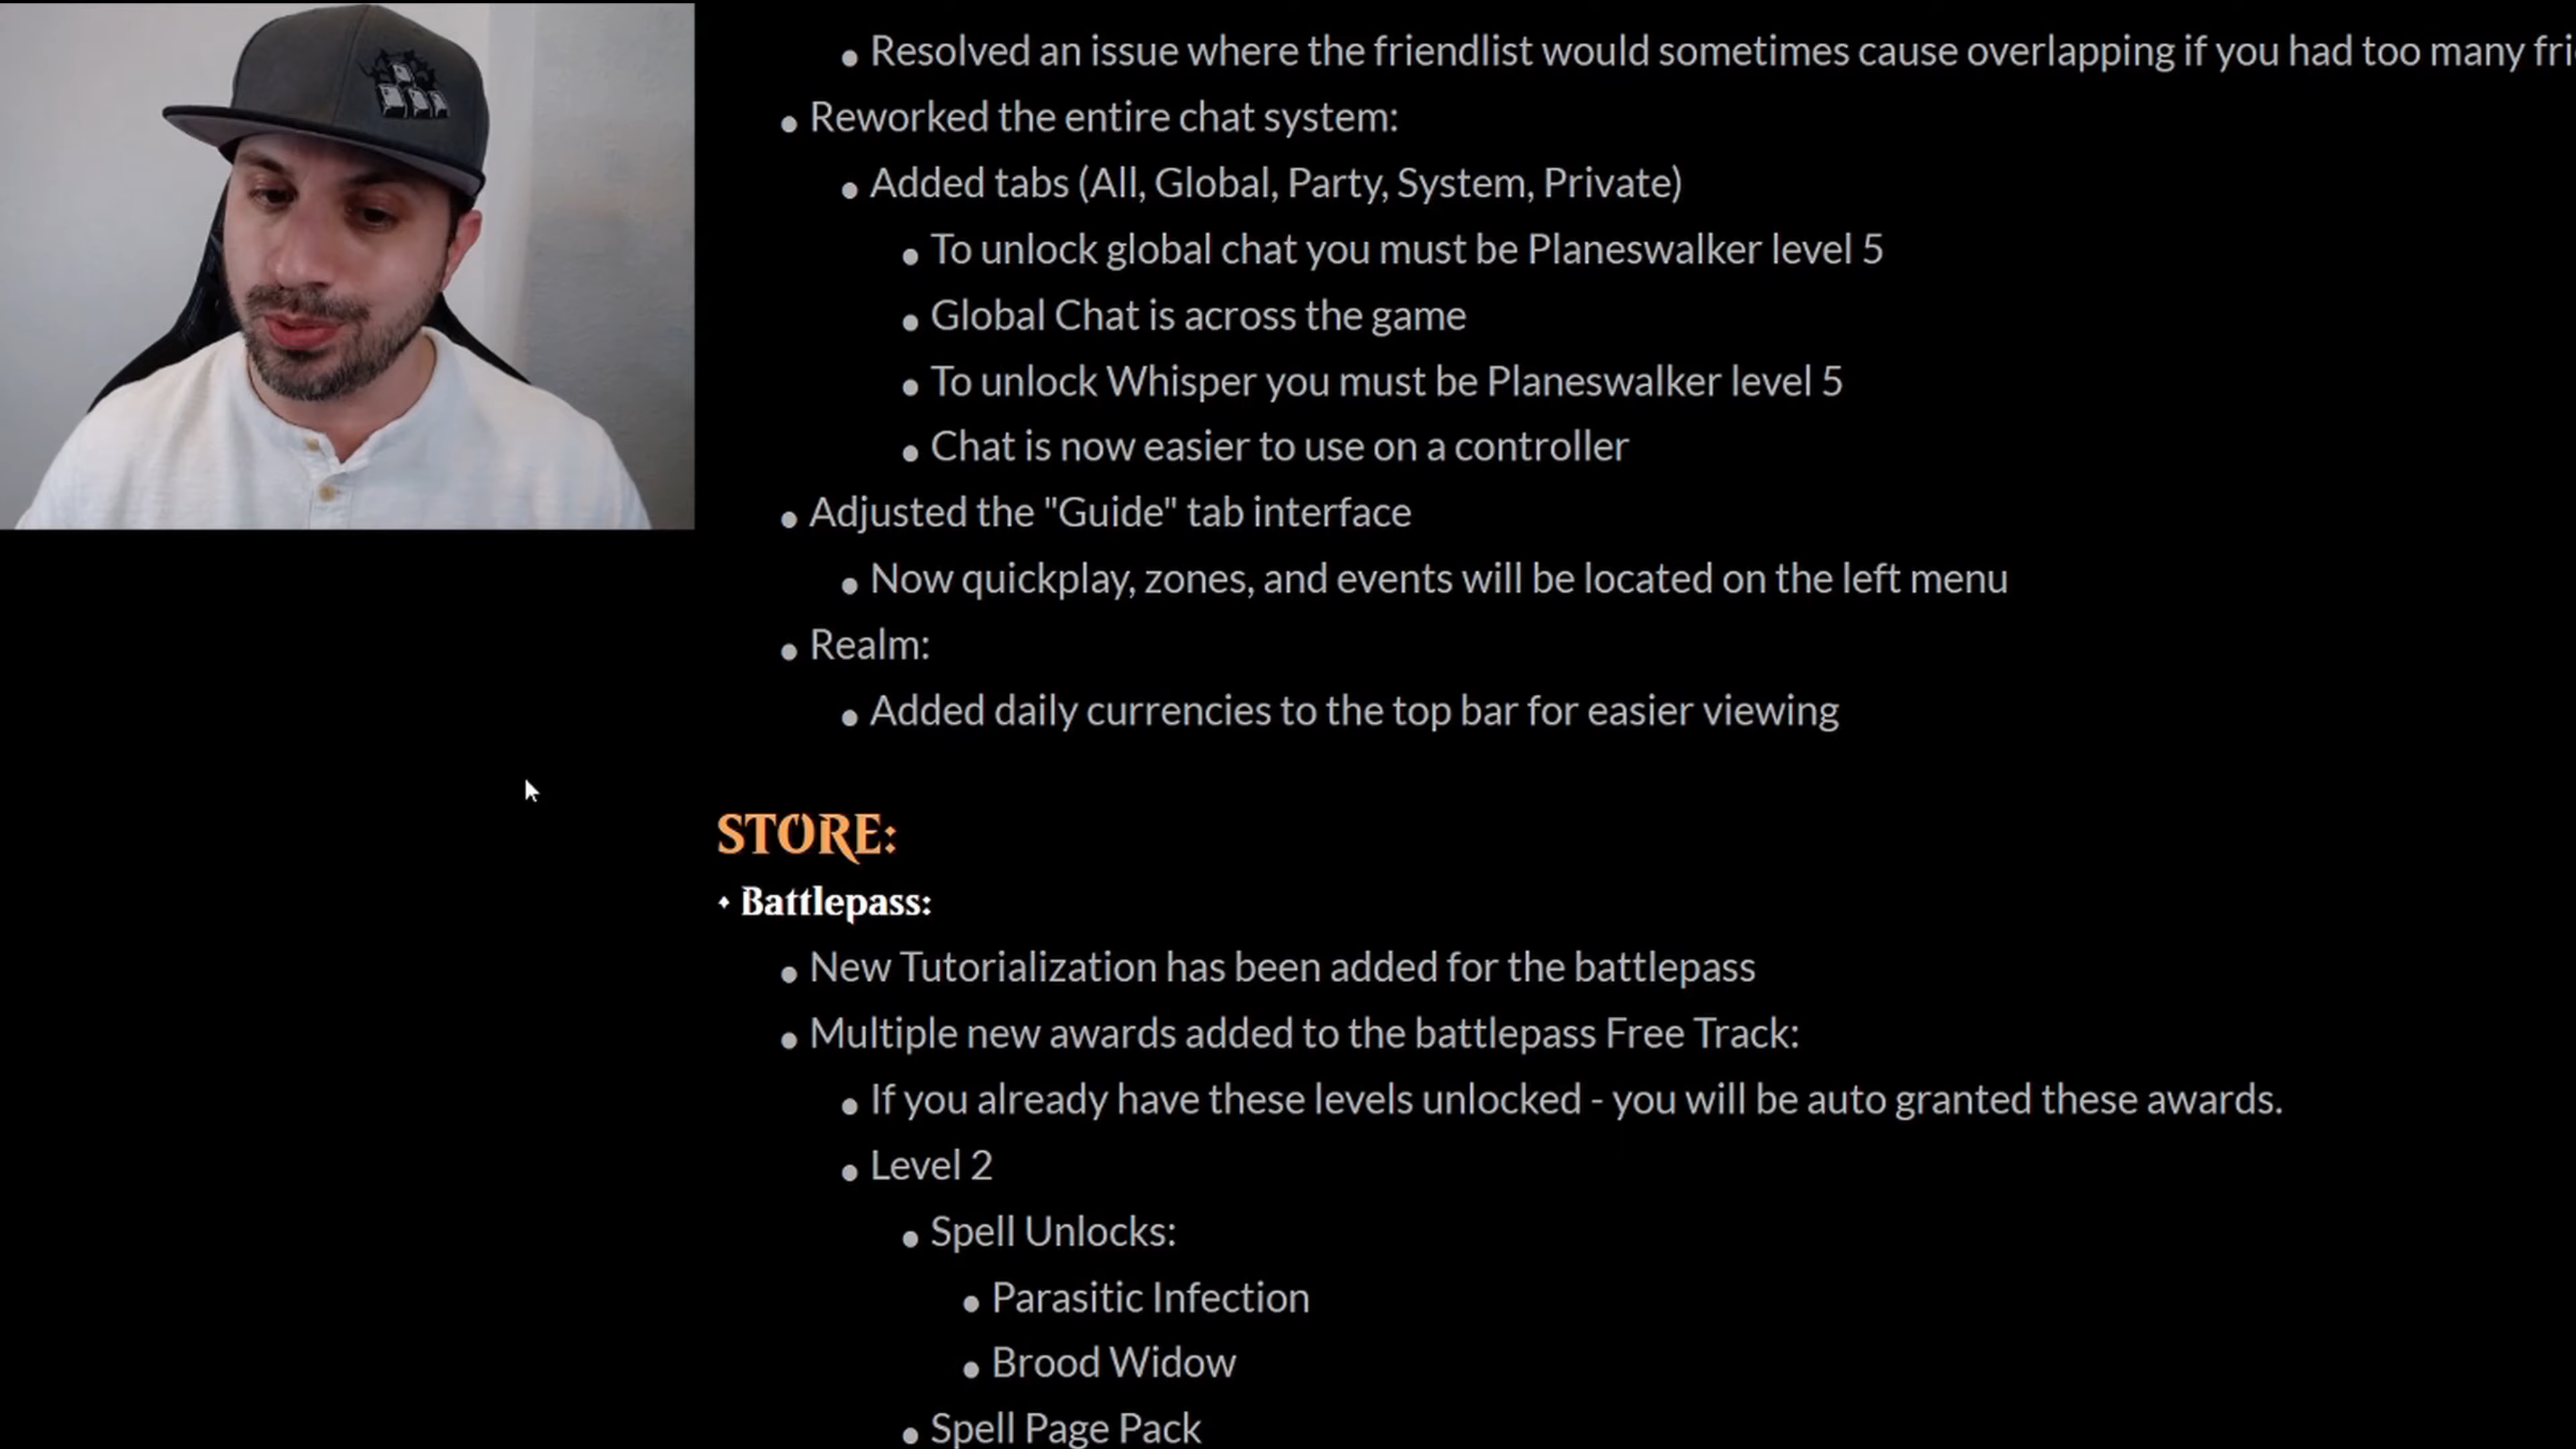 Resolved an issue where the friendlist would sometimes cause overlapping if you had too many
Reworked the entire chat system:
Added tabs (All, Global, Party, System, Private)
To unlock global chat you must be Planeswalker level 5
Global Chat is across the game
To unlock Whisper you must be Planeswalker level 5
Chat is now easier to use on a controller
Adjusted the "Guide" tab interface
Now quickplay, zones, and events will be located on the left menu
Realm:
Added daily currencies to the top bar for easier viewing
STORE:
Battlepass:
New Tutorialization has been added for the battlepass
Multiple new awards added to the battlepass Free Track:
If you already have these levels unlocked - you will be auto granted these awards.
Level 2
Spell Unlocks:
Parasitic Infection
Brood Widow
Spell Page Pack